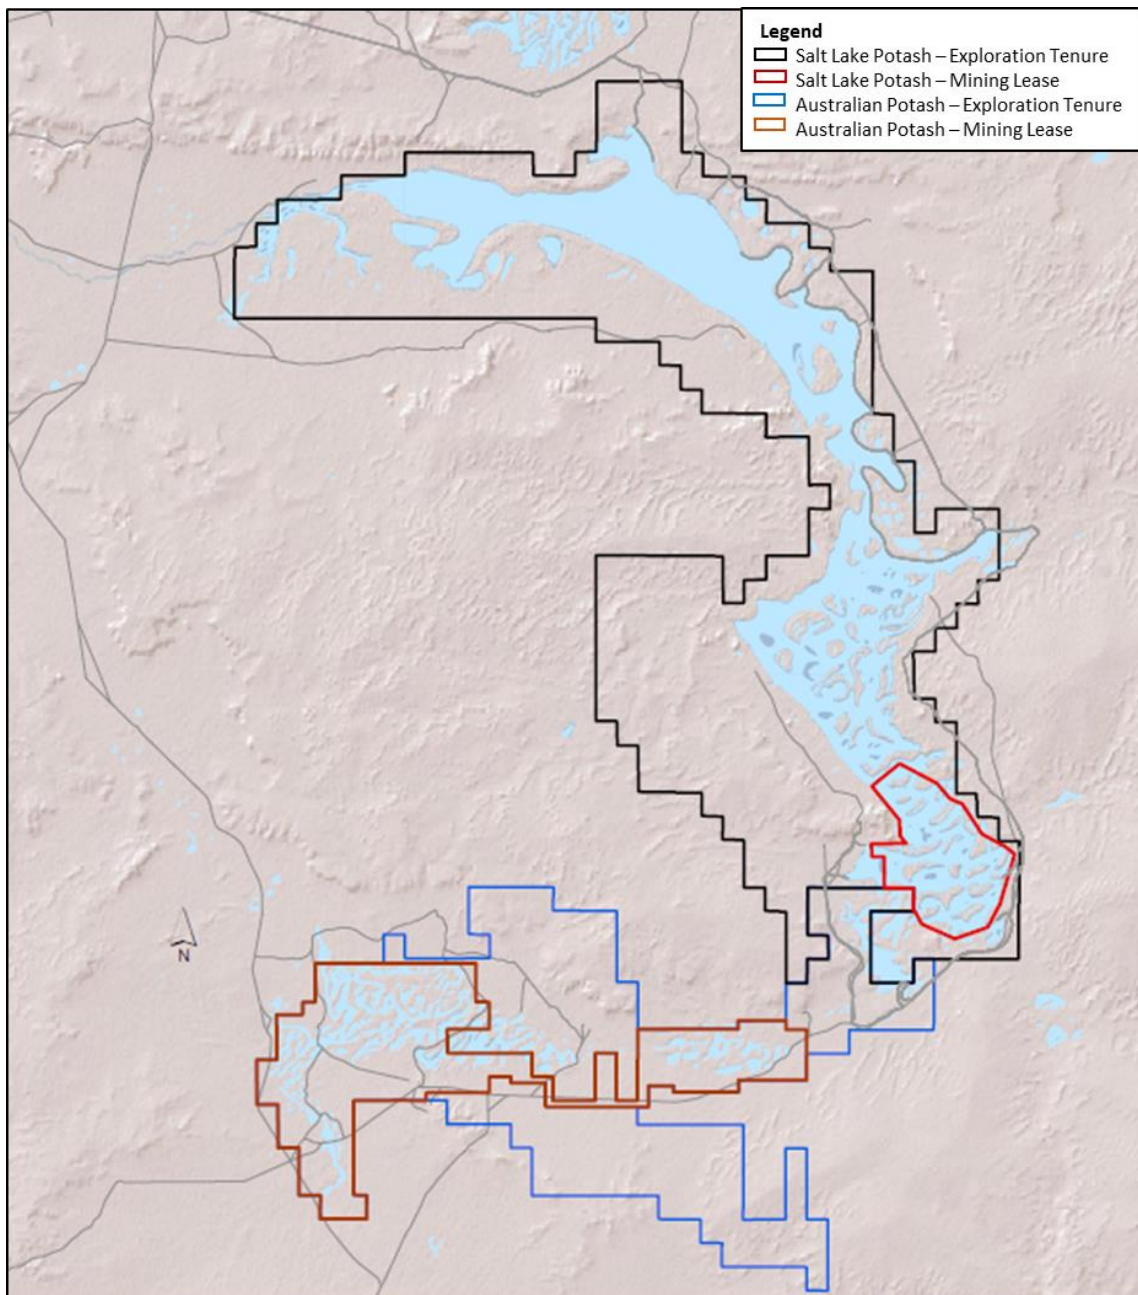 Legend
Salt Lake Potash – Exploration Tenure
Salt Lake Potash – Mining Lease
Australian Potash – Exploration Tenure
Australian Potash – Mining Lease
N